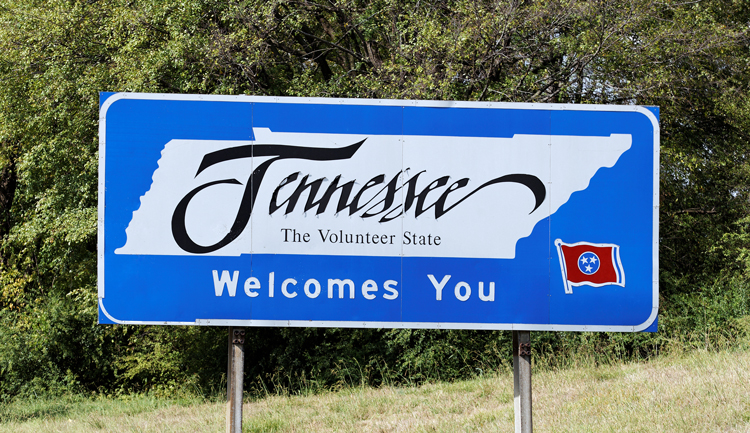 Tennessee
The Volunteer State
Welcomes You